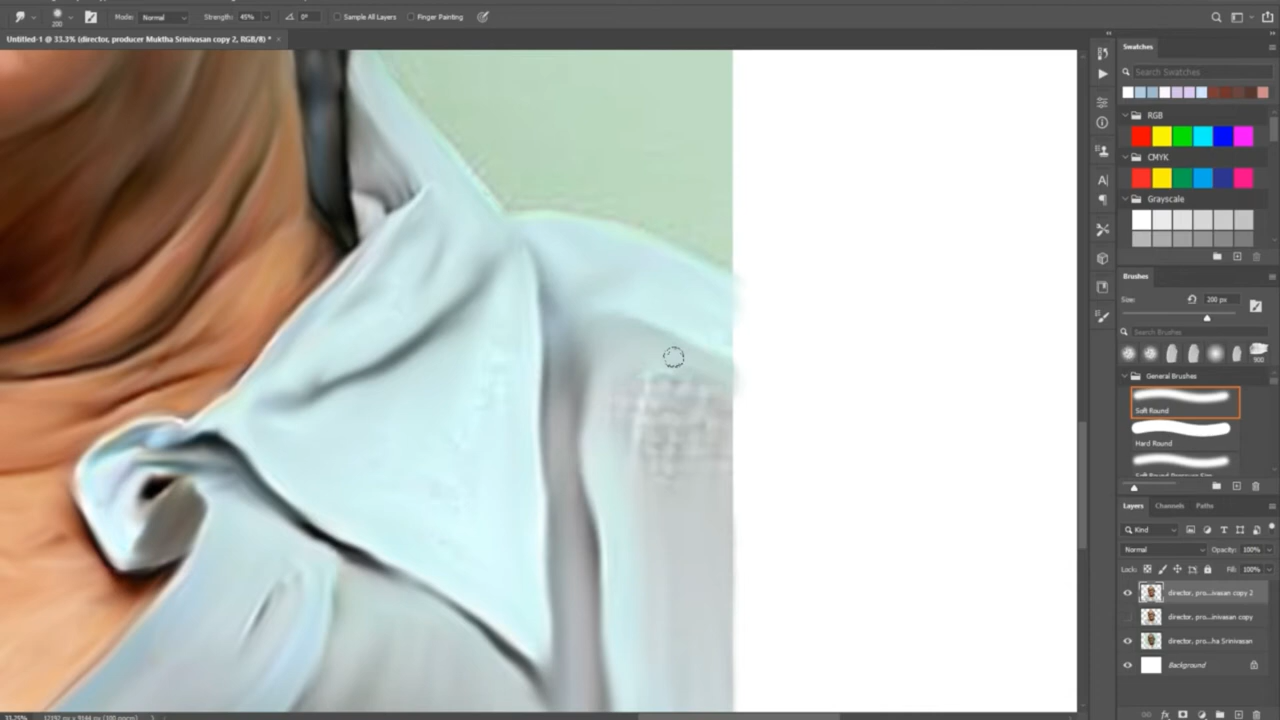 200
Mode: Normal
Strength: 45%
0°
Sample All Layers
Finger Painting
Untitled-1 @ 33.3% (director, producer Muktha Srinivasan copy 2, RGB/8) *
Swatches
Search Swatches
RGB
CMYK
Grayscale
Brushes
Size:
200 px
Search Brushes
900
General Brushes
Soft Round
Hard Round
Layers
Channels
Paths
Kind
Normal
Opacity: 100%
Lock:
Fill: 100%
director, pro...ivasan copy 2
director, pro...inivasan copy
director, pro...ha Srinivasan
Background